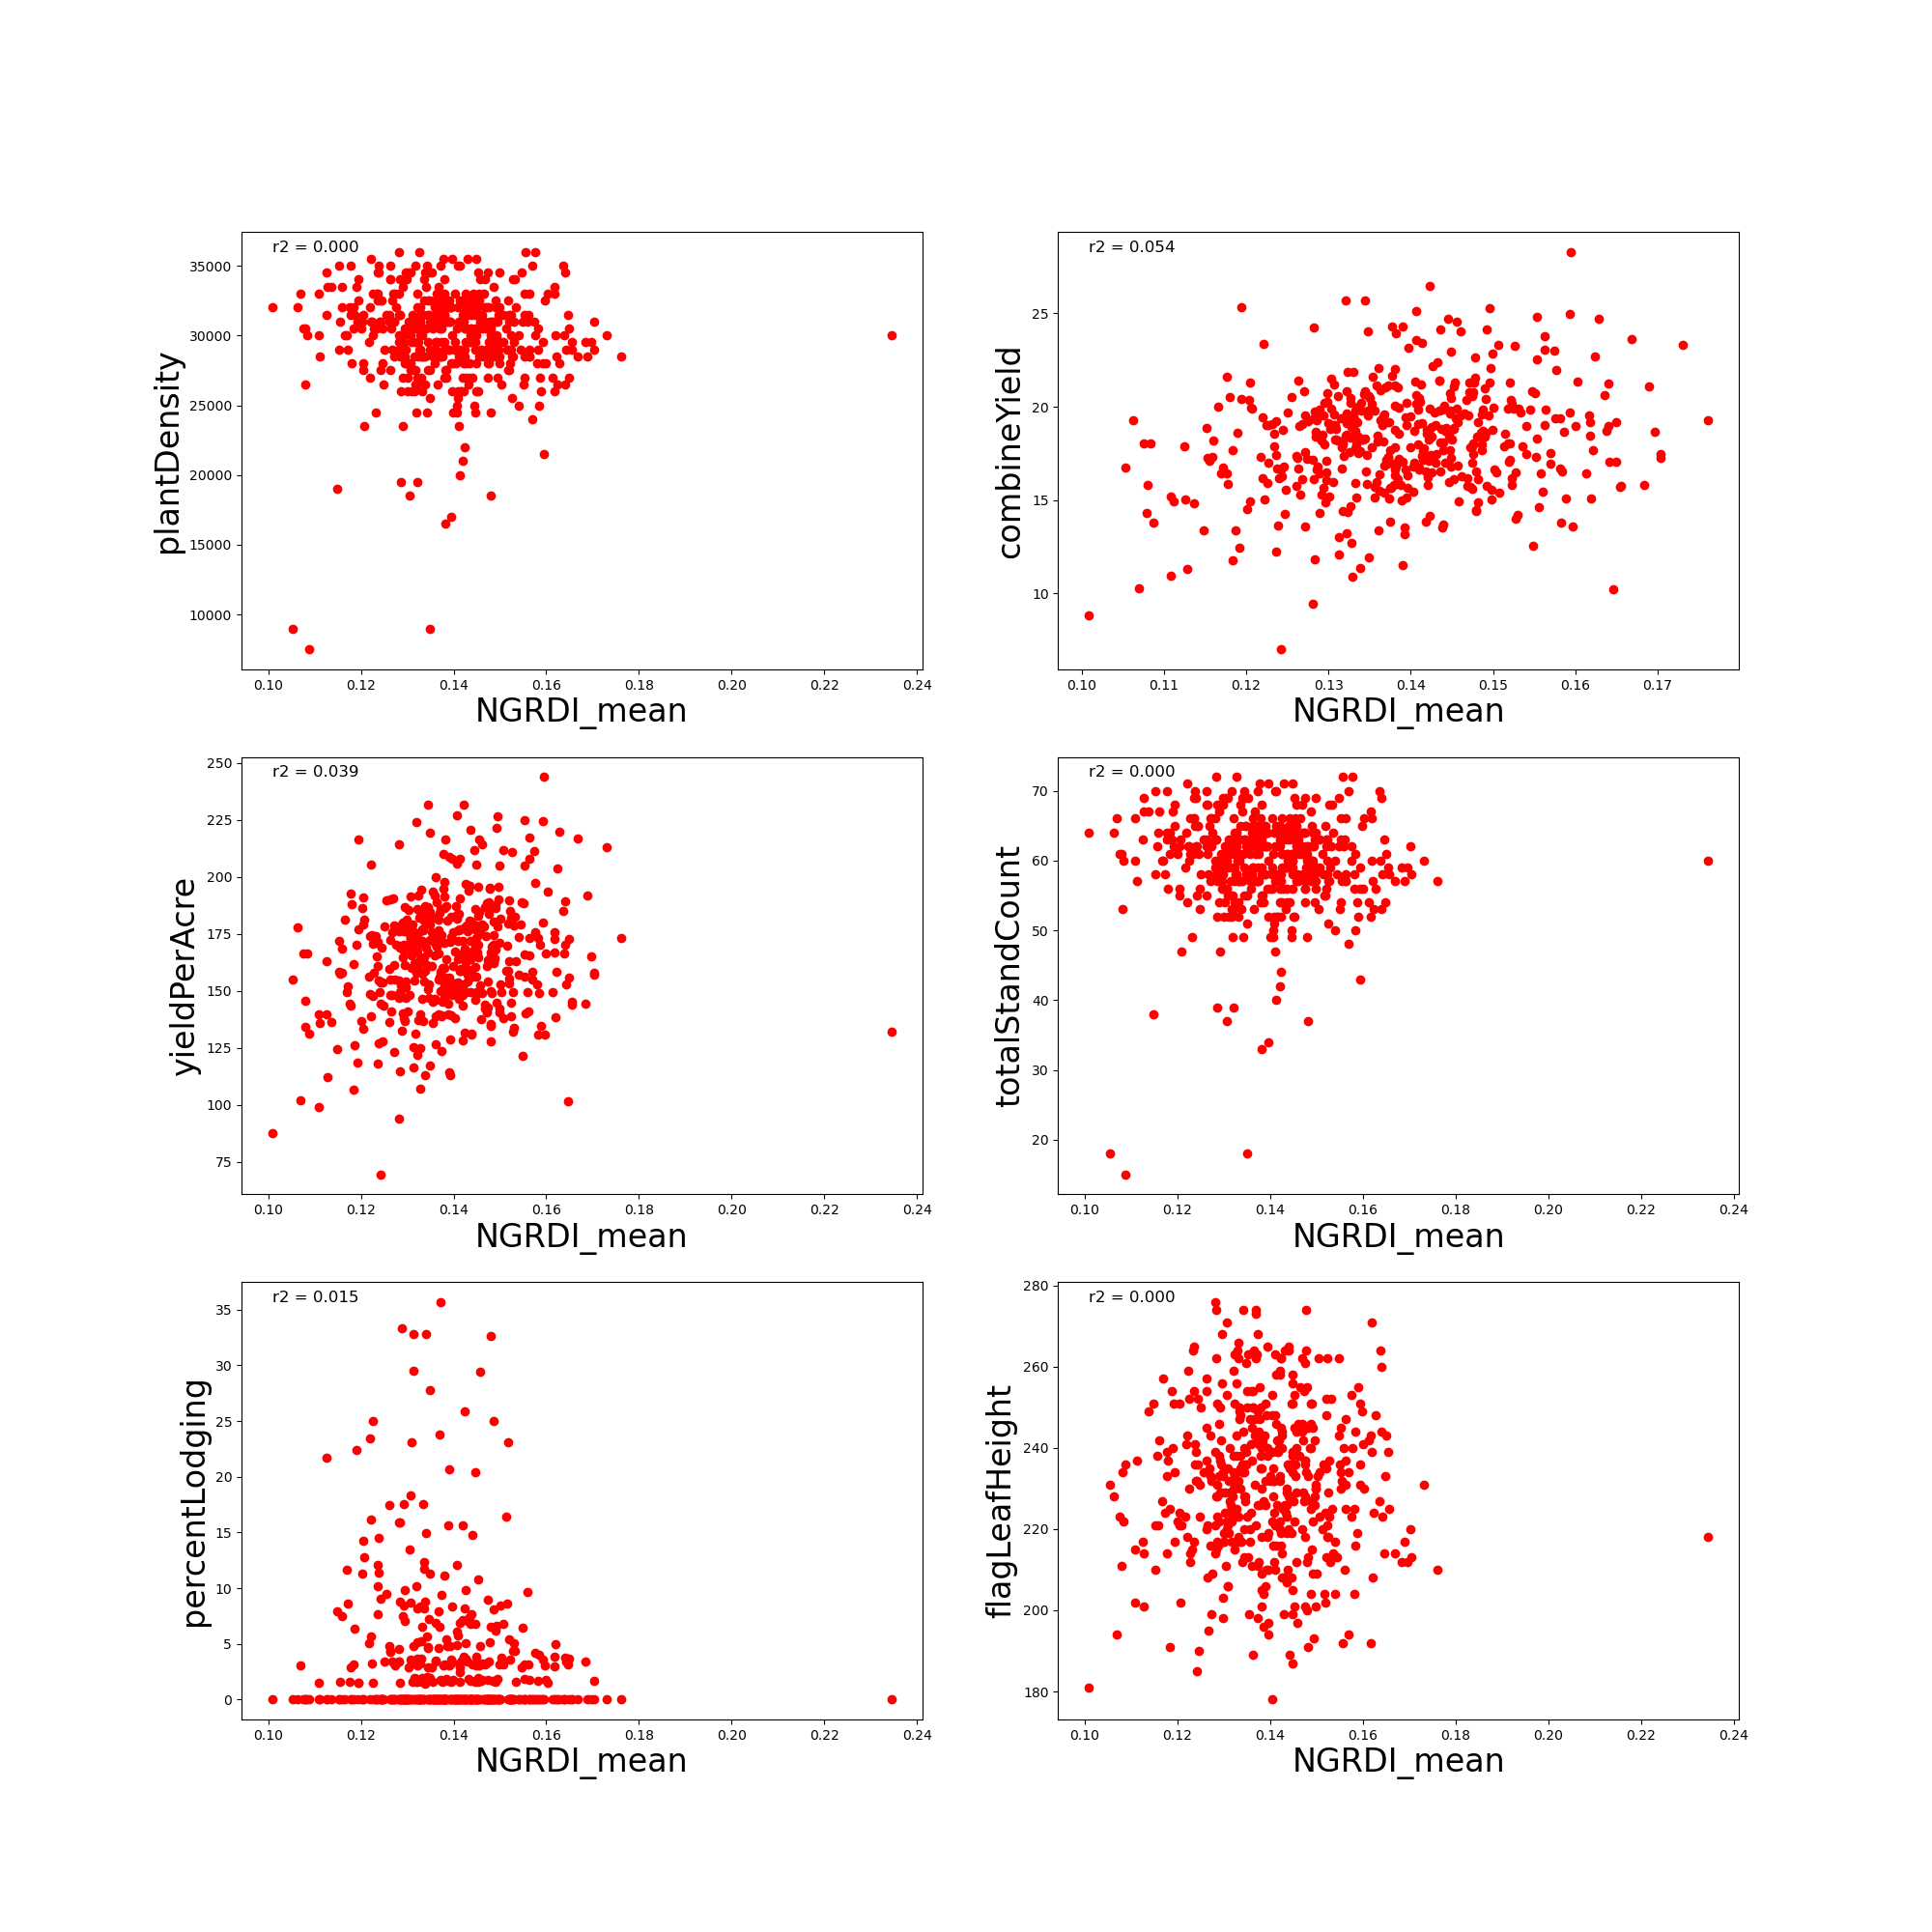 r2 = 0.000
35000
30000
25000
20000
15000
10000
plantDensity
0.10 0.12 0.14 0.16 0.18 0.20 0.22 0.24
NGRDI_mean
r2 = 0.054
25
20
15
10
combineYield
0.10 0.11 0.12 0.13 0.14 0.15 0.16 0.17
NGRDI_mean
r2 = 0.039
250
225
200
175
150
125
100
75
yieldPerAcre
0.10 0.12 0.14 0.16 0.18 0.20 0.22 0.24
NGRDI_mean
r2 = 0.000
70
60
50
40
30
20
totalStandCount
0.10 0.12 0.14 0.16 0.18 0.20 0.22 0.24
NGRDI_mean
r2 = 0.015
35
30
25
20
15
10
5
0
percentLodging
0.10 0.12 0.14 0.16 0.18 0.20 0.22 0.24
NGRDI_mean
r2 = 0.000
280
260
240
220
200
180
flagLeafHeight
0.10 0.12 0.14 0.16 0.18 0.20 0.22 0.24
NGRDI_mean